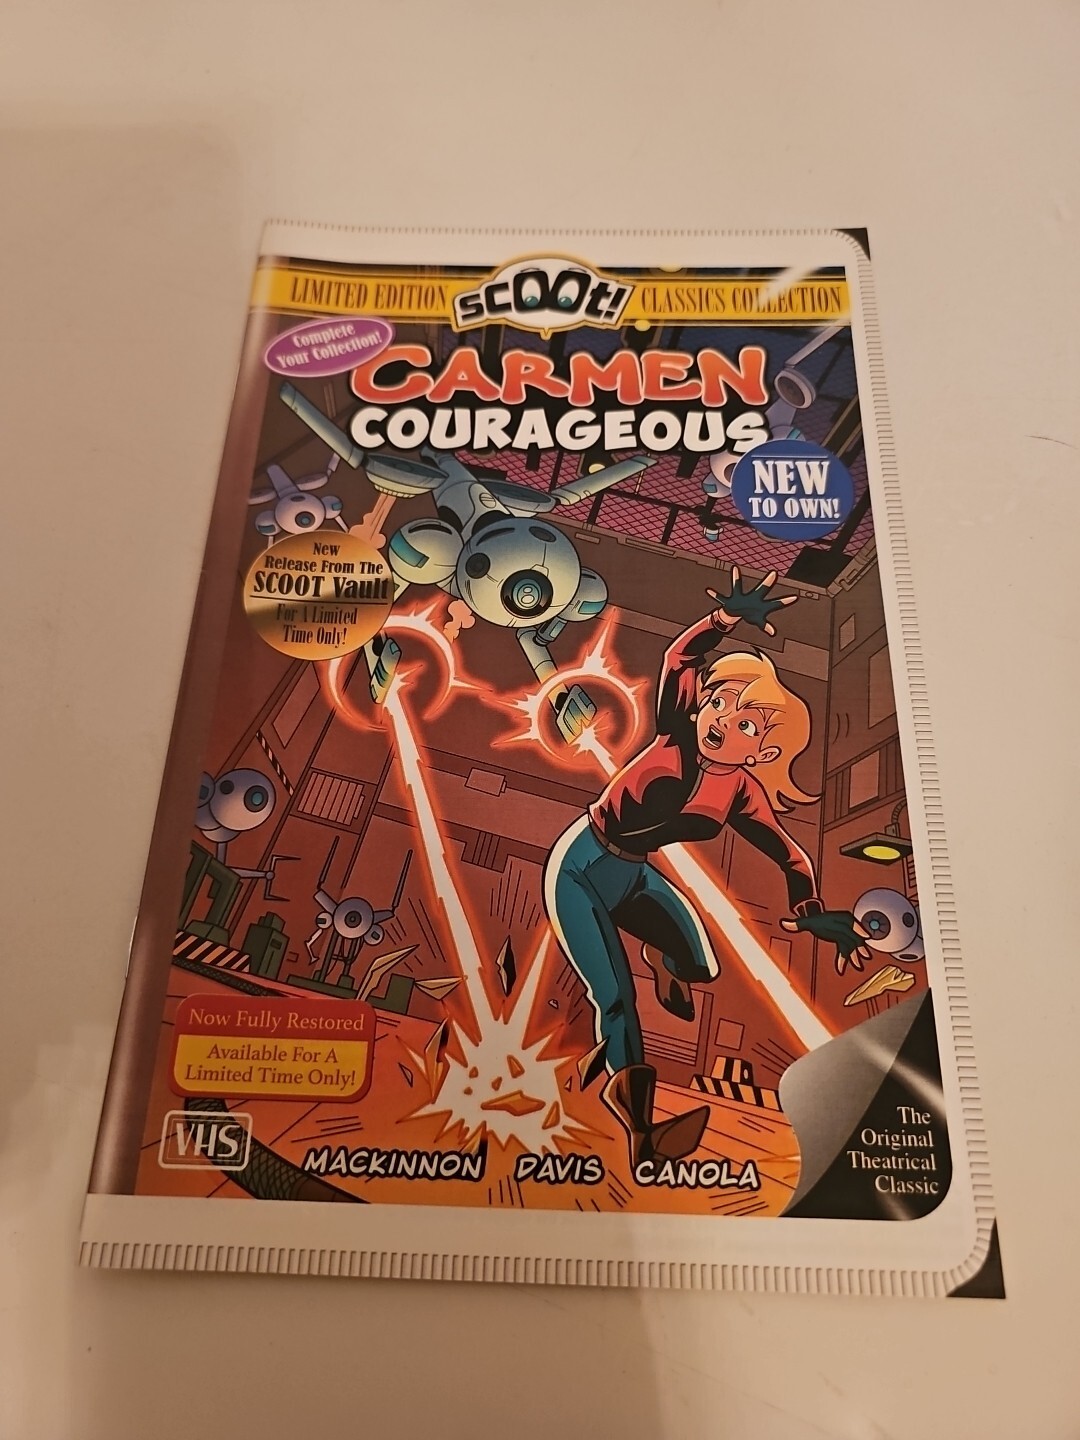 LIMITED EDITION SCOOT! CLASSICS COLLECTION
Complete
Your Collection!
CARMEN
COURAGEOUS
NEW
TO OWN!
New
Release From The
SCOOT Vault
For A Limited
Time Only!
8
Now Fully Restored
Available For A
Limited Time Only!
VHS
MACKINNON DAVIS CANOLA
The
Original
Theatrical
Classic